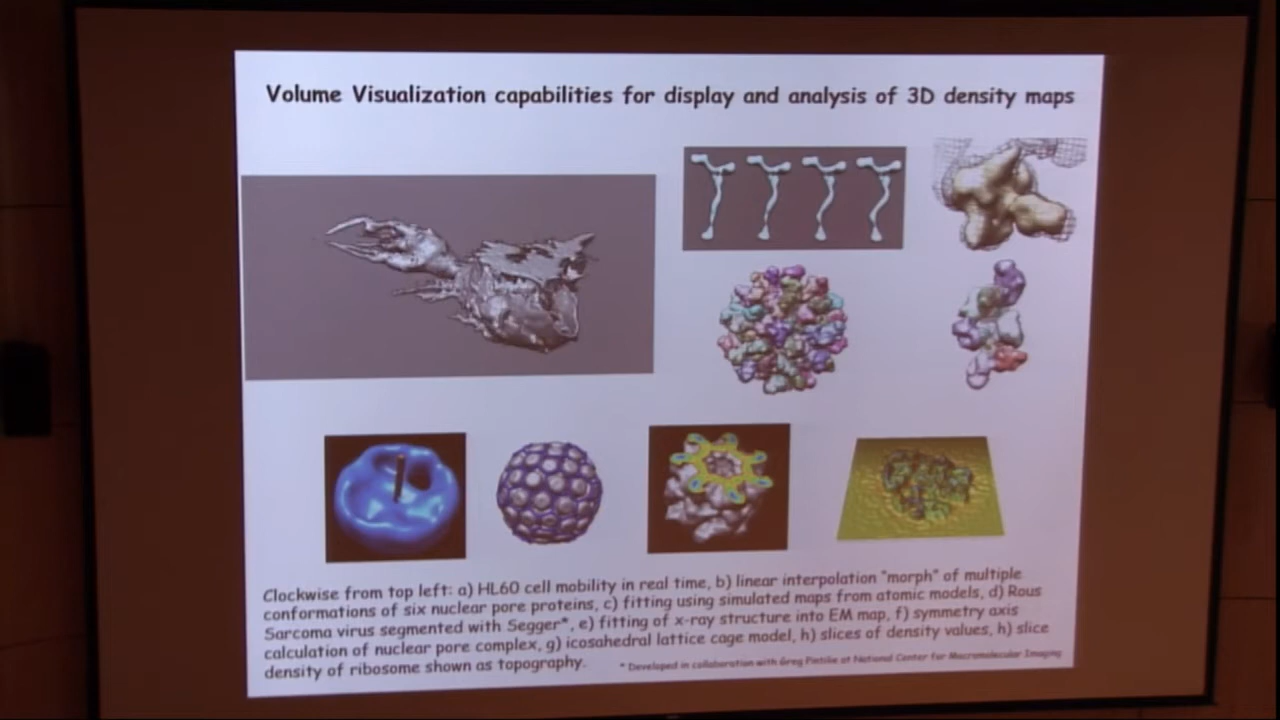 Volume Visualization capabilities for display and analysis of 3D density maps
Clockwise from top left: a) HL60 cell mobility in real time, b) linear interpolation "morph" of multiple
conformations of six nuclear pore proteins, c) fitting using simulated maps from atomic models, d) Rous
Sarcoma virus segmented with Segger*, e) fitting of x-ray structure into EM map, f) symmetry axis
calculation of nuclear pore complex, g) icosahedral lattice cage model, h) slices of density values, h) slice
density of ribosome shown as topography.
* Developed in collaboration with Greg Pintilie at National Center for Macromolecular Imaging